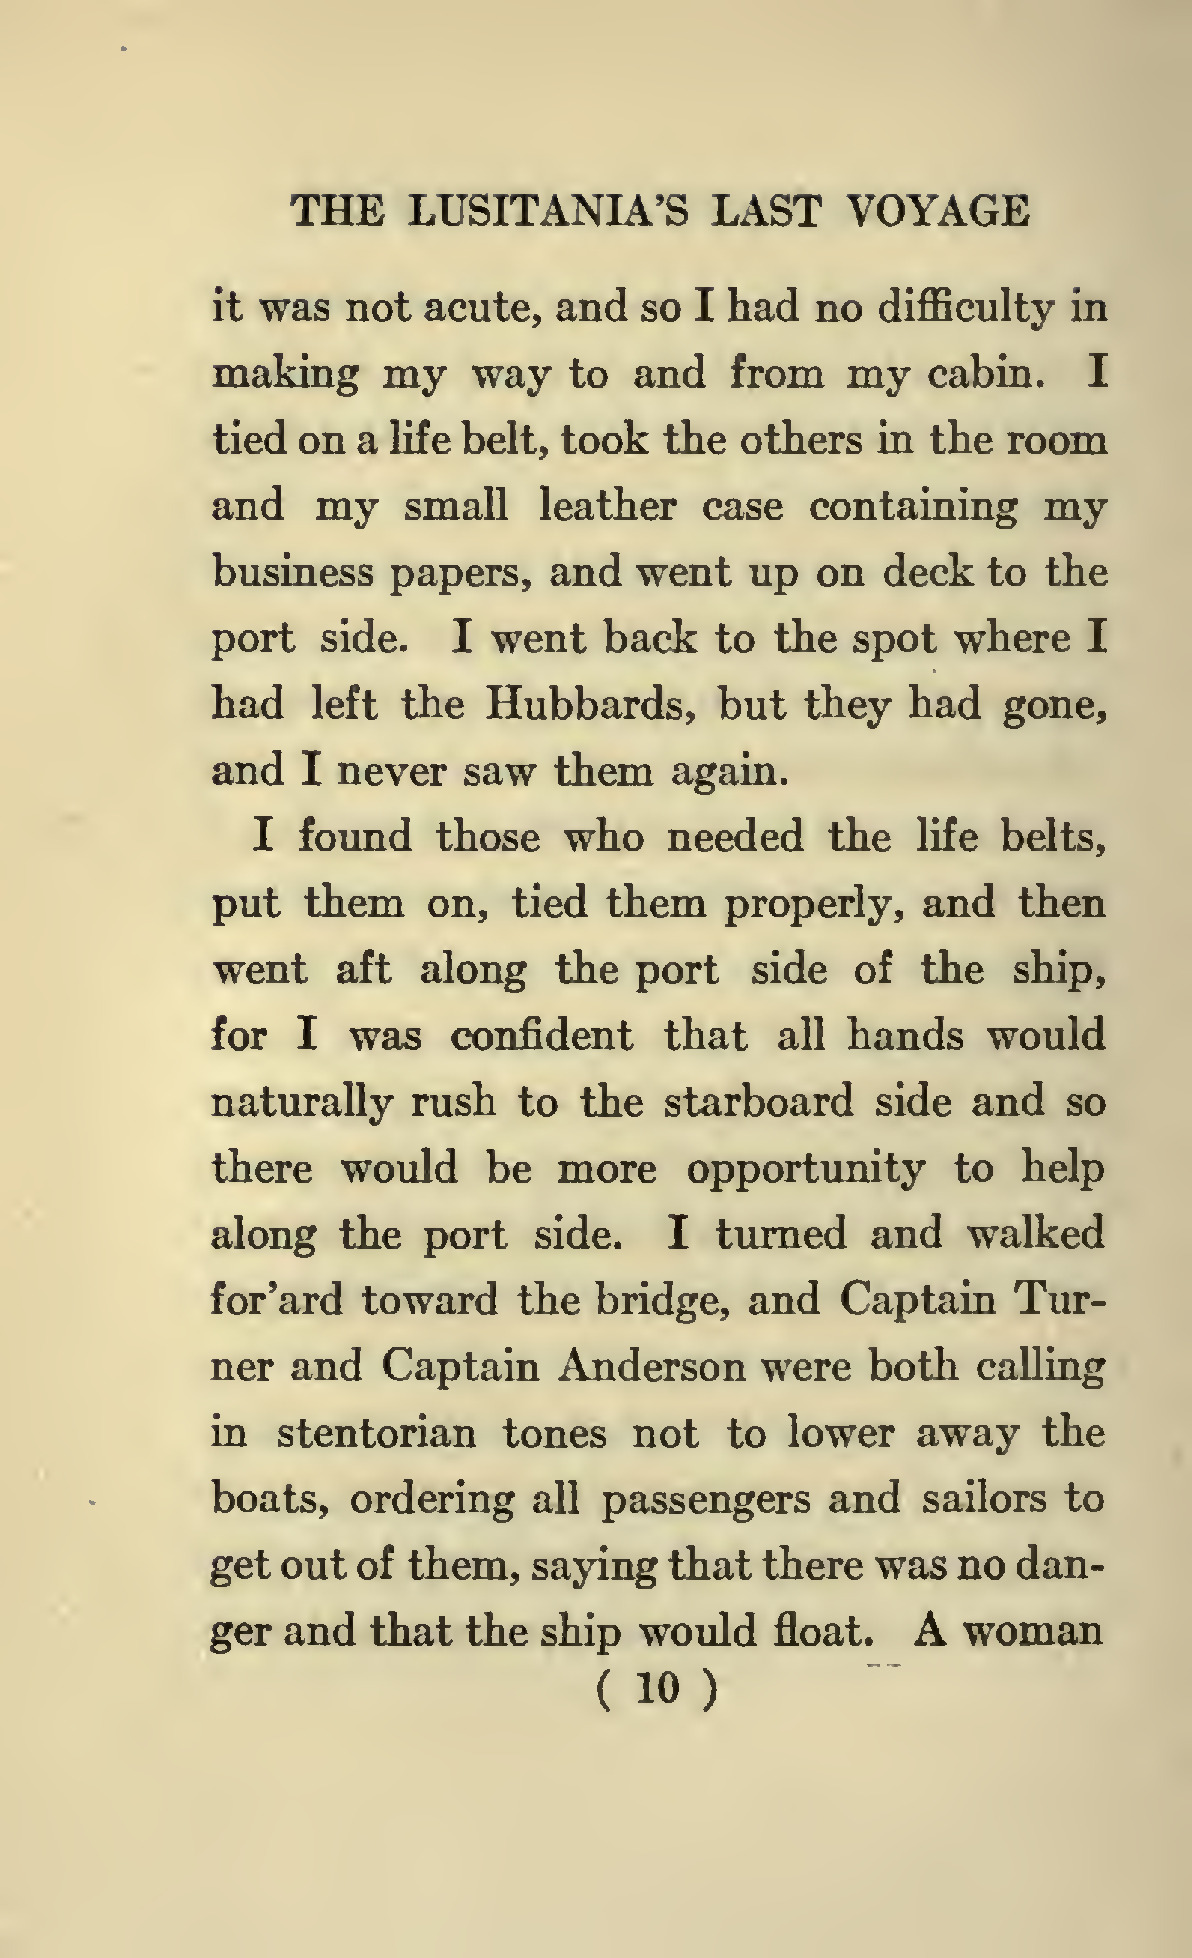 THE LUSITANIA'S LAST VOYAGE
it was not acute, and so I had no difficulty in
making my way to and from my cabin. I
tied on a life belt, took the others in the room
and my small leather case containing my
business papers, and went up on deck to the
port side. I went back to the spot where I
had left the Hubbards, but they had gone,
and I never saw them again.
I found those who needed the life belts,
put them on, tied them properly, and then
went aft along the port side of the ship,
for I was confident that all hands would
naturally rush to the starboard side and so
there would be more opportunity to help
along the port side. I turned and walked
for'ard toward the bridge, and Captain Tur-
ner and Captain Anderson were both calling
in stentorian tones not to lower away the
boats, ordering all passengers and sailors to
get out of them, saying that there was no dan-
ger and that the ship would float. A woman
( 10 )